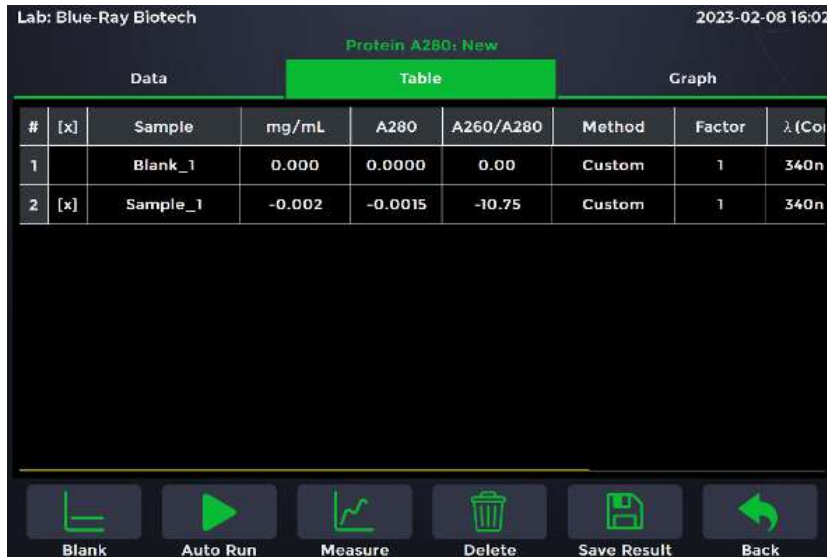 Lab: Blue-Ray Biotech 2023-02-08 16:02
Protein A280: New
Data Table Graph
# [x] Sample mg/mL A280 A260/A280 Method Factor λ (Co
1 Blank_1 0.000 0.0000 0.00 Custom 1 340n
2 [x] Sample_1 -0.002 -0.0015 -10.75 Custom 1 340n
Blank Auto Run Measure Delete Save Result Back